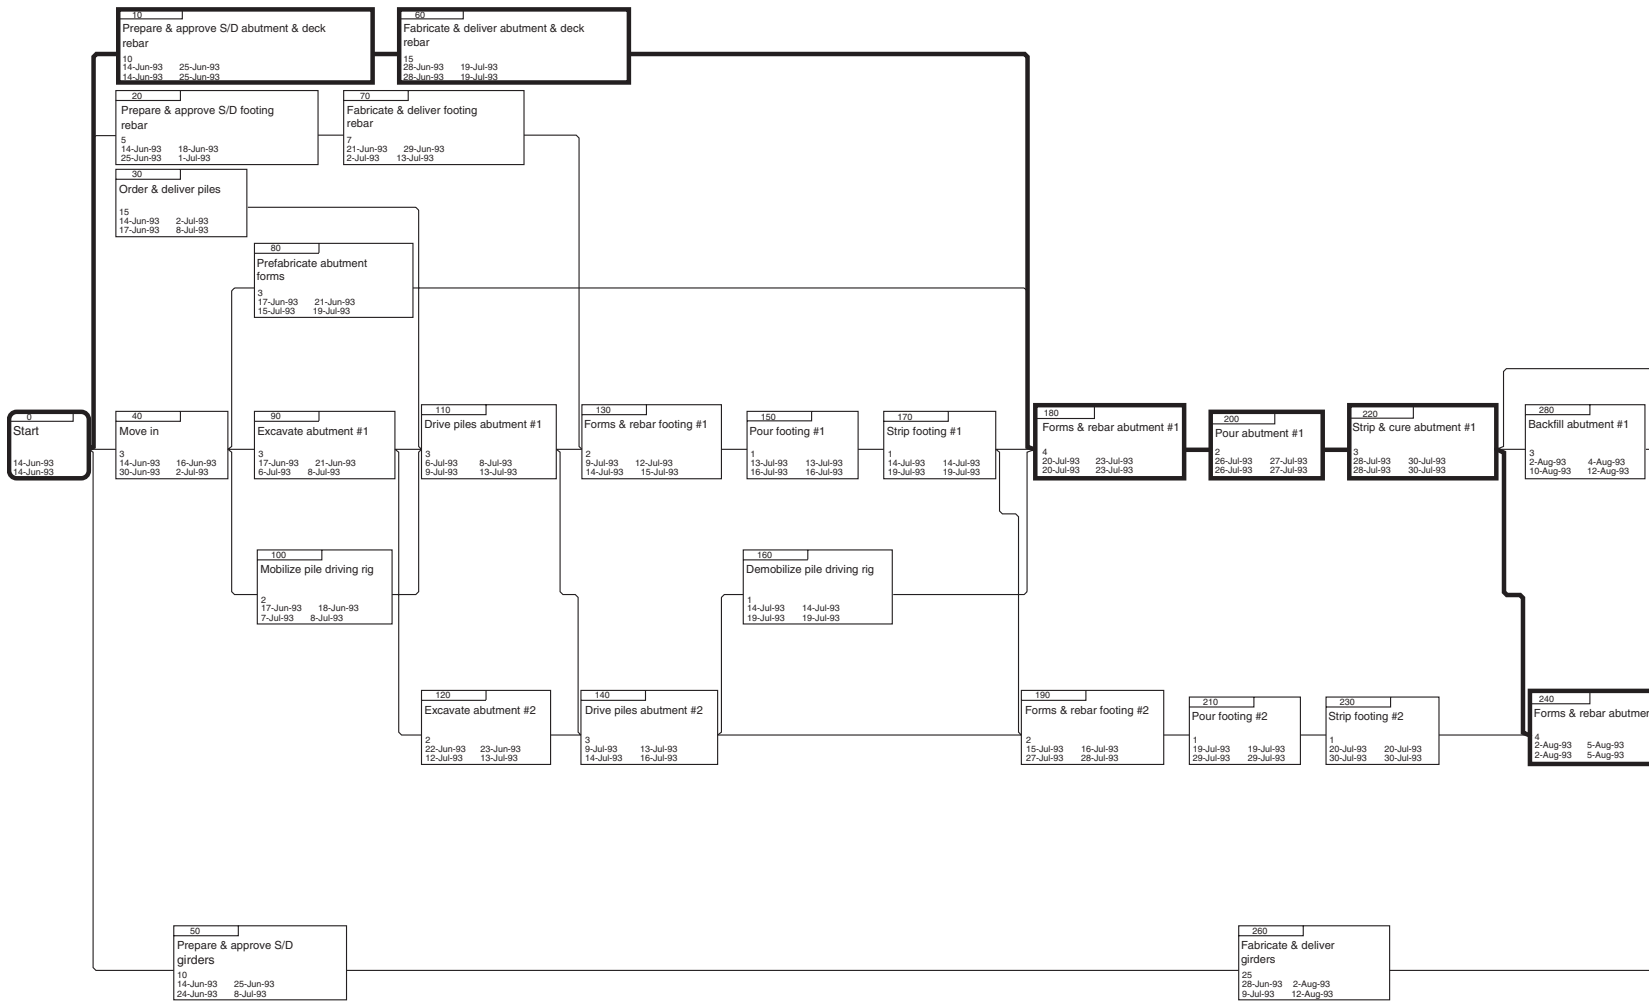 10
Prepare & approve S/D abutment & deck
rebar
10
14-Jun-93 25-Jun-93
14-Jun-93 25-Jun-93
60
Fabricate & deliver abutment & deck
rebar
15
28-Jun-93 19-Jul-93
28-Jun-93 19-Jul-93
20
Prepare & approve S/D footing
rebar
5
14-Jun-93 18-Jun-93
25-Jun-93 1-Jul-93
70
Fabricate & deliver footing
rebar
7
21-Jun-93 29-Jun-93
2-Jul-93 13-Jul-93
30
Order & deliver piles
15
14-Jun-93 2-Jul-93
17-Jun-93 8-Jul-93
80
Prefabricate abutment
forms
3
17-Jun-93 21-Jun-93
15-Jul-93 19-Jul-93
0
Start
14-Jun-93
14-Jun-93
40
Move in
3
14-Jun-93 16-Jun-93
30-Jun-93 2-Jul-93
90
Excavate abutment #1
3
17-Jun-93 21-Jun-93
6-Jul-93 8-Jul-93
110
Drive piles abutment #1
3
6-Jul-93 8-Jul-93
9-Jul-93 13-Jul-93
130
Forms & rebar footing #1
2
9-Jul-93 12-Jul-93
14-Jul-93 15-Jul-93
150
Pour footing #1
1
13-Jul-93 13-Jul-93
16-Jul-93 16-Jul-93
170
Strip footing #1
1
14-Jul-93 14-Jul-93
19-Jul-93 19-Jul-93
180
Forms & rebar abutment #1
4
20-Jul-93 23-Jul-93
20-Jul-93 23-Jul-93
200
Pour abutment #1
2
26-Jul-93 27-Jul-93
26-Jul-93 27-Jul-93
220
Strip & cure abutment #1
3
28-Jul-93 30-Jul-93
28-Jul-93 30-Jul-93
280
Backfill abutment #1
3
2-Aug-93 4-Aug-93
10-Aug-93 12-Aug-93
100
Mobilize pile driving rig
2
17-Jun-93 18-Jun-93
7-Jul-93 8-Jul-93
160
Demobilize pile driving rig
1
14-Jul-93 14-Jul-93
19-Jul-93 19-Jul-93
120
Excavate abutment #2
2
22-Jun-93 23-Jun-93
12-Jul-93 13-Jul-93
140
Drive piles abutment #2
3
9-Jul-93 13-Jul-93
14-Jul-93 16-Jul-93
190
Forms & rebar footing #2
2
15-Jul-93 16-Jul-93
27-Jul-93 28-Jul-93
210
Pour footing #2
1
19-Jul-93 19-Jul-93
29-Jul-93 29-Jul-93
230
Strip footing #2
1
20-Jul-93 20-Jul-93
30-Jul-93 30-Jul-93
240
Forms & rebar abutmen
4
2-Aug-93 5-Aug-93
2-Aug-93 5-Aug-93
50
Prepare & approve S/D
girders
10
14-Jun-93 25-Jun-93
24-Jun-93 8-Jul-93
260
Fabricate & deliver
girders
25
28-Jun-93 2-Aug-93
9-Jul-93 12-Aug-93